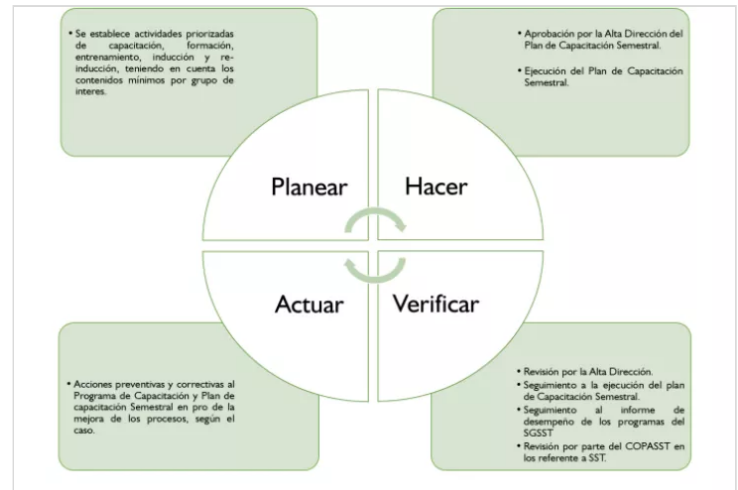 • Se establece actividades priorizadas
de capacitación, formación,
entrenamiento, inducción y re-
inducción, teniendo en cuenta los
contenidos mínimos por grupo de
interes.
• Aprobación por la Alta Dirección del
Plan de Capacitación Semestral.
• Ejecución del Plan de Capacitación
Semestral.
Planear
Hacer
Actuar
Verificar
• Acciones preventivas y correctivas al
Programa de Capacitación y Plan de
capacitación Semestral en pro de la
mejora de los procesos, según el
caso.
• Revisión por la Alta Dirección.
• Seguimiento a la ejecución del plan
de Capacitación Semestral.
• Seguimiento al informe de
desempeño de los programas del
SGSST
• Revisión por parte del COPASST en
los referente a SST.